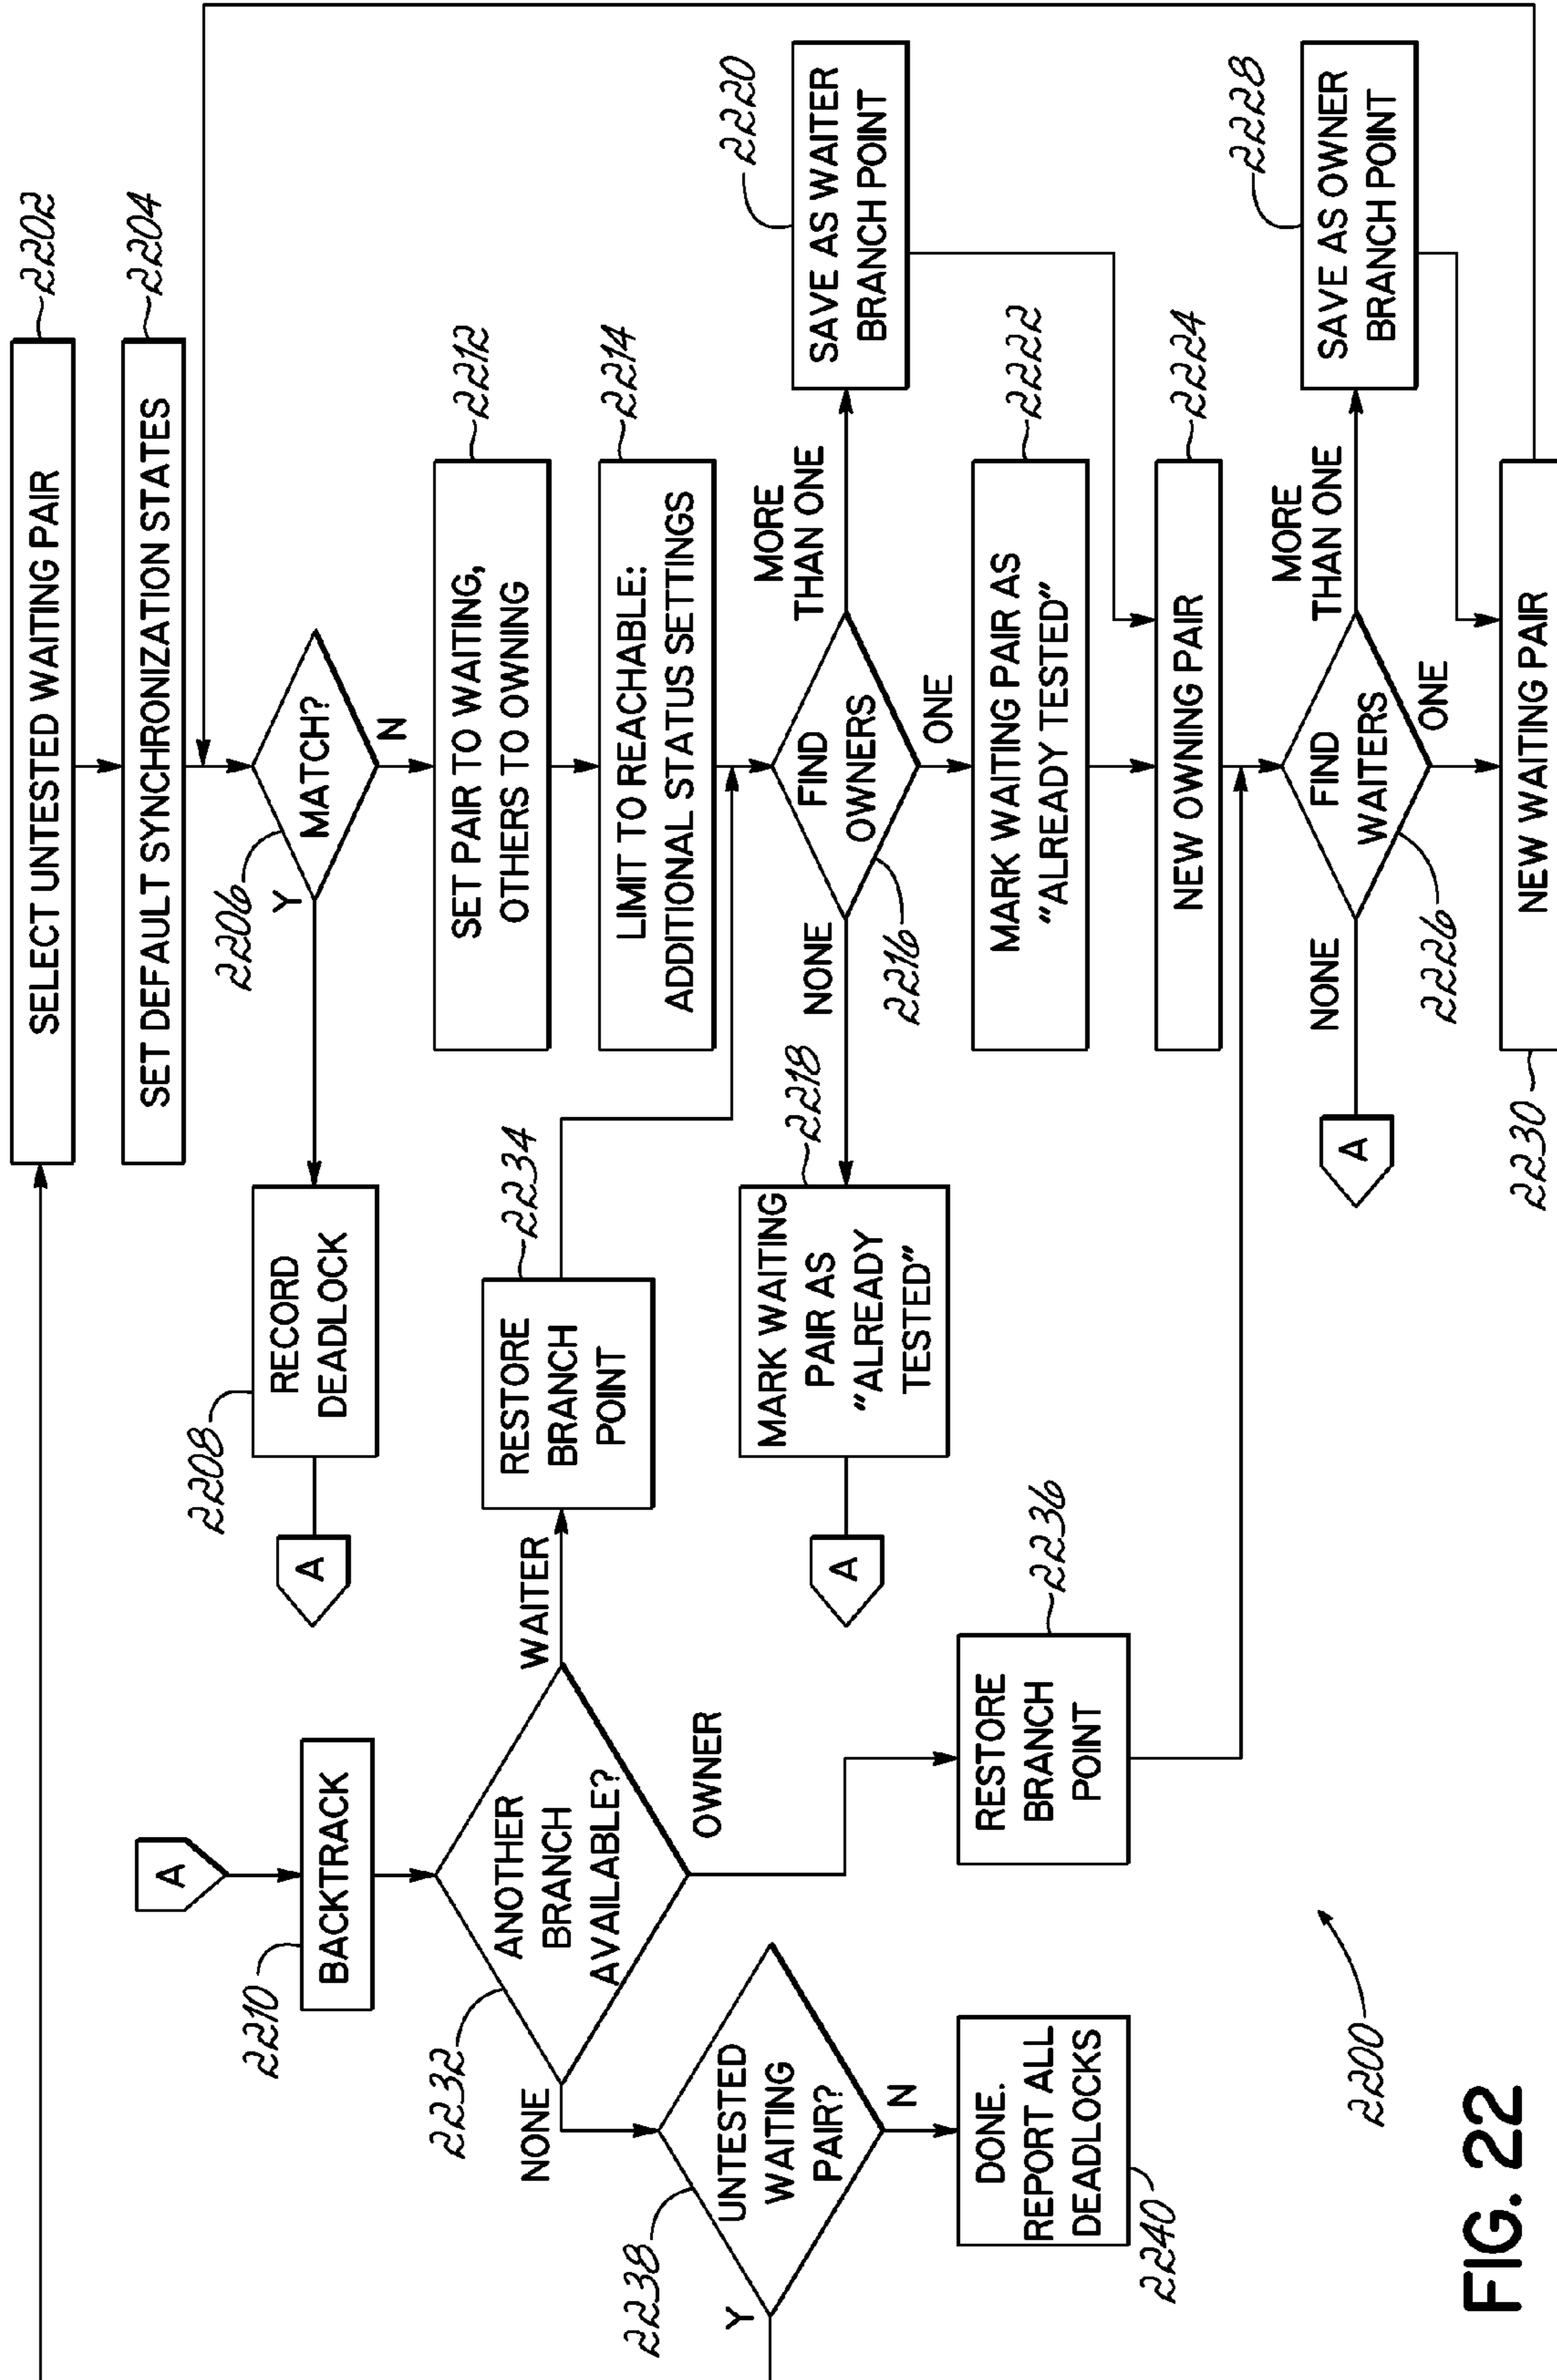 SELECT UNTESTED WAITING PAIR
2202
SET DEFAULT SYNCHRONIZATION STATES
2204
A
BACKTRACK
2210
ANOTHER
BRANCH
AVAILABLE?
2232
NONE
WAITER
OWNER
RECORD
DEADLOCK
2208
A
Y
MATCH?
2206
N
SET PAIR TO WAITING,
OTHERS TO OWNING
2212
RESTORE
BRANCH
POINT
2234
LIMIT TO REACHABLE:
ADDITIONAL STATUS SETTINGS
2214
UNTESTED
WAITING
PAIR?
2238
Y
N
MARK WAITING
PAIR AS
"ALREADY
TESTED"
2218
A
NONE
FIND
OWNERS
2216
MORE
THAN ONE
ONE
SAVE AS WAITER
BRANCH POINT
2220
DONE.
REPORT ALL
DEADLOCKS
2240
RESTORE
BRANCH
POINT
2236
MARK WAITING PAIR AS
"ALREADY TESTED"
2222
NEW OWNING PAIR
2224
A
NONE
FIND
WAITERS
2226
MORE
THAN ONE
ONE
SAVE AS OWNER
BRANCH POINT
2228
NEW WAITING PAIR
2230
2200
FIG. 22